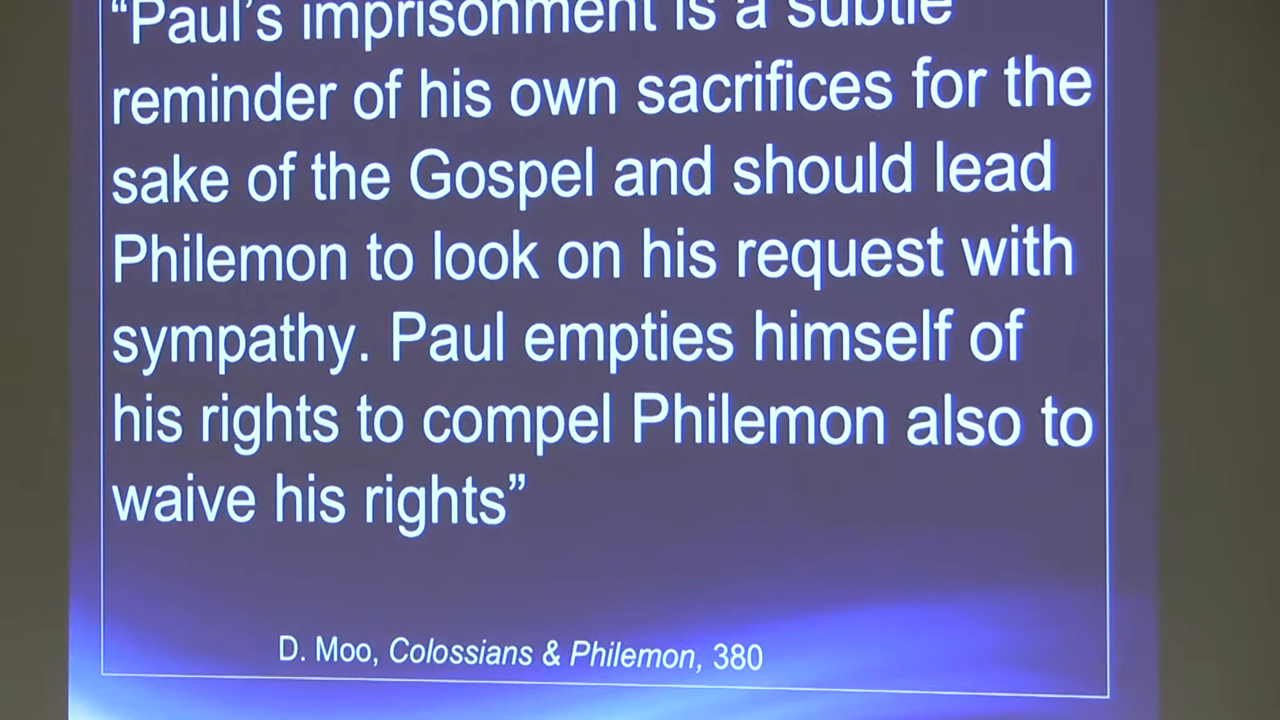 “Paul’s imprisonment is a subtle
reminder of his own sacrifices for the
sake of the Gospel and should lead
Philemon to look on his request with
sympathy. Paul empties himself of
his rights to compel Philemon also to
waive his rights”
D. Moo, Colossians & Philemon, 380